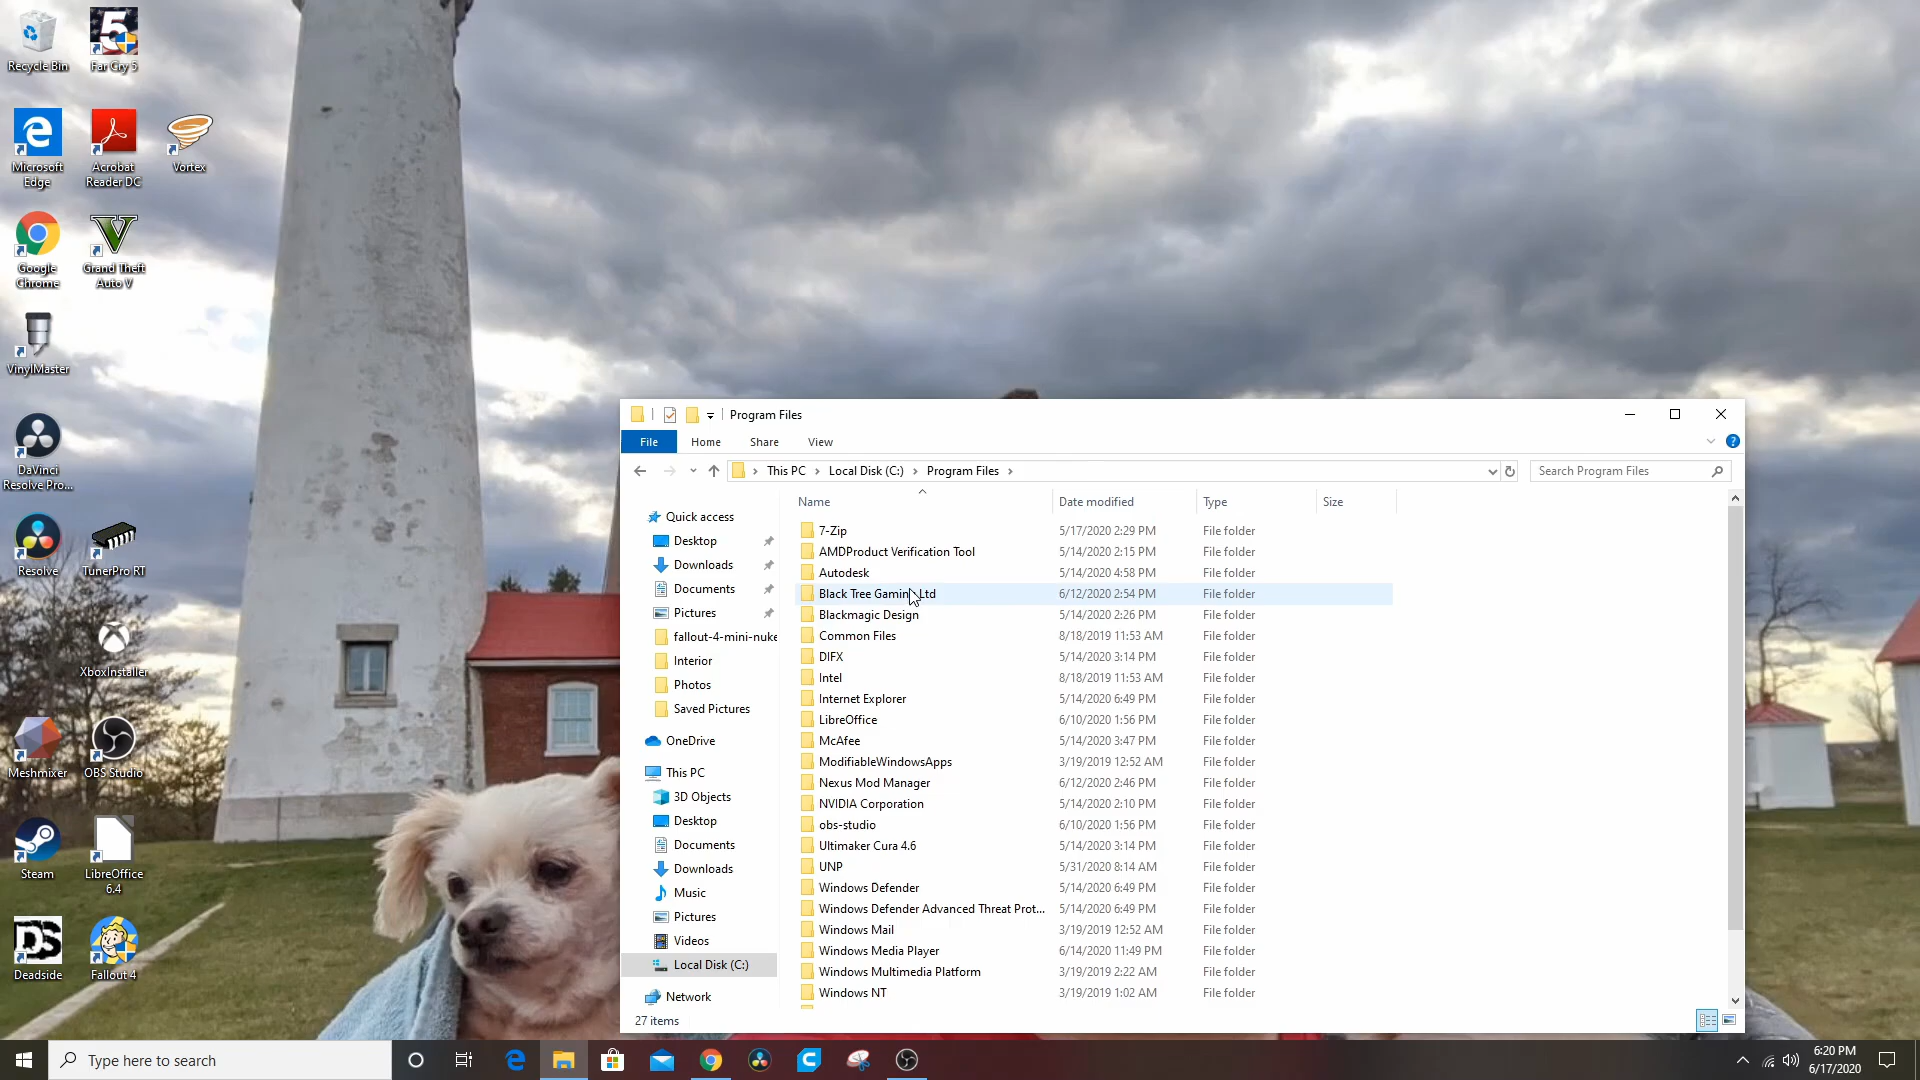 Recycle Bin
Far Cry 5
Microsoft
Edge
Acrobat
Reader DC
Vortex
Google
Chrome
Grand Theft
Auto V
VinylMaster
DaVinci
Resolve Pro...
Resolve
TunerPro RT
XboxInstaller
Meshmixer
OBS Studio
Steam
LibreOffice
6.4
DS
Deadside
Fallout 4
Program Files
File
Home
Share
View
This PC
Local Disk (C:)
Program Files
Search Program Files
Name
Date modified
Type
Size
Quick access
Desktop
Downloads
Documents
Pictures
fallout-4-mini-nuke
Interior
Photos
Saved Pictures
OneDrive
This PC
3D Objects
Desktop
Documents
Downloads
Music
Pictures
Videos
Local Disk (C:)
Network
7-Zip 5/17/2020 2:29 PM File folder
AMDProduct Verification Tool 5/14/2020 2:15 PM File folder
Autodesk 5/14/2020 4:58 PM File folder
Black Tree Gaming Ltd 6/12/2020 2:54 PM File folder
Blackmagic Design 5/14/2020 2:26 PM File folder
Common Files 8/18/2019 11:53 AM File folder
DIFX 5/14/2020 3:14 PM File folder
Intel 8/18/2019 11:53 AM File folder
Internet Explorer 5/14/2020 6:49 PM File folder
LibreOffice 6/10/2020 1:56 PM File folder
McAfee 5/14/2020 3:47 PM File folder
ModifiableWindowsApps 3/19/2019 12:52 AM File folder
Nexus Mod Manager 6/12/2020 2:46 PM File folder
NVIDIA Corporation 5/14/2020 2:10 PM File folder
obs-studio 6/10/2020 1:56 PM File folder
Ultimaker Cura 4.6 5/14/2020 3:14 PM File folder
UNP 5/31/2020 8:14 AM File folder
Windows Defender 5/14/2020 6:49 PM File folder
Windows Defender Advanced Threat Prot... 5/14/2020 6:49 PM File folder
Windows Mail 3/19/2019 12:52 AM File folder
Windows Media Player 6/14/2020 11:49 PM File folder
Windows Multimedia Platform 3/19/2019 2:22 AM File folder
Windows NT 3/19/2019 1:02 AM File folder
27 items
Type here to search
6:20 PM
6/17/2020